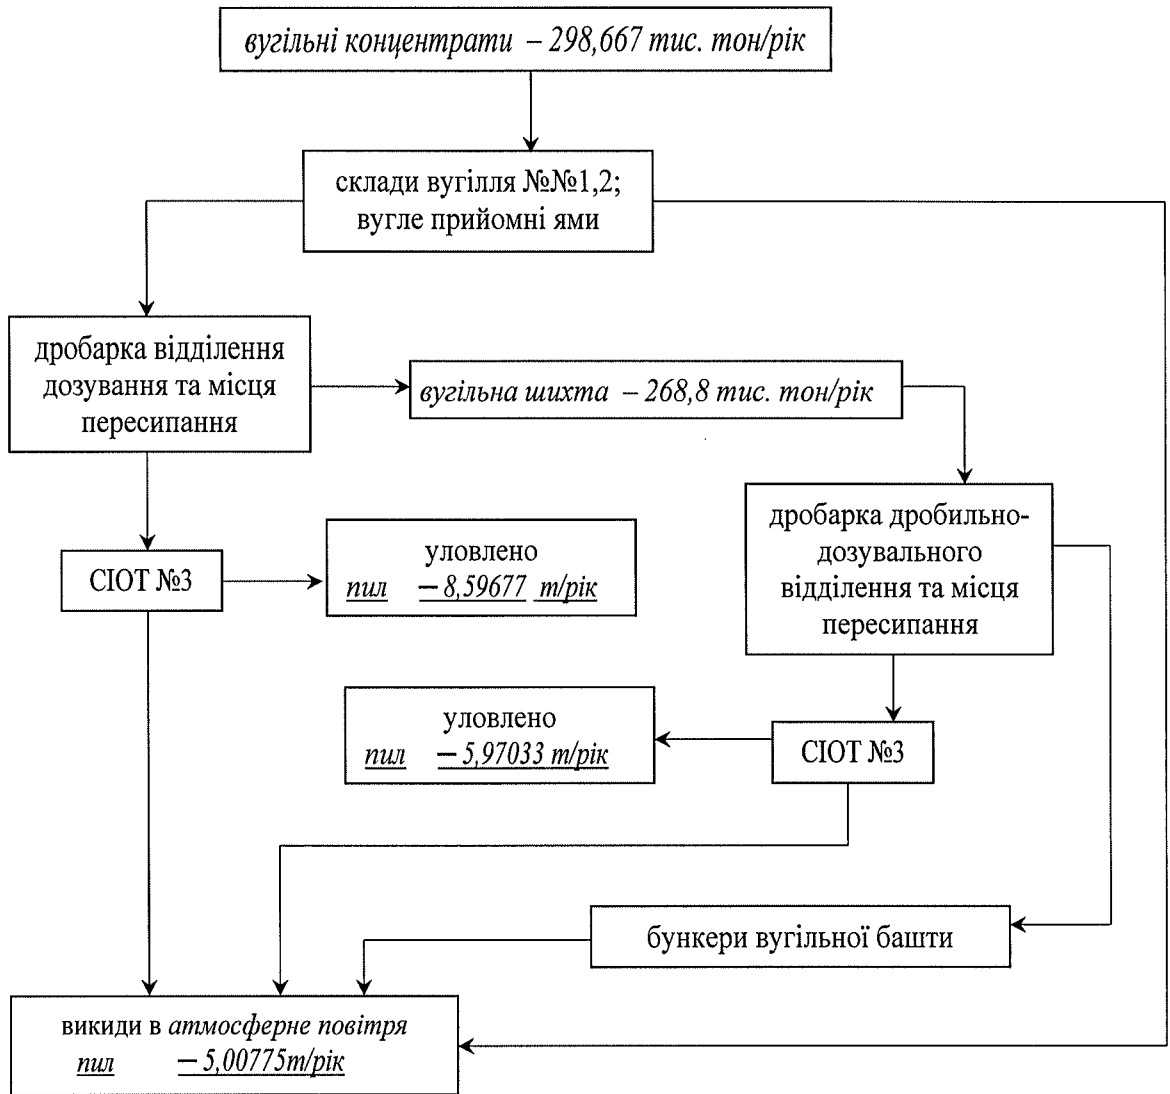 вугільні концентрати – 298,667 тис. тон/рік
склади вугілля №№1,2;
вугле прийомні ями
дробарка відділення
дозування та місця
пересипання
вугільна шихта – 268,8 тис. тон/рік
дробарка дробильно-
дозувального
відділення та місця
пересипання
СІОТ №3
уловлено
пил – 8,59677 т/рік
уловлено
пил – 5,97033 т/рік
СІОТ №3
бункери вугільної башти
викиди в атмосферне повітря
пил – 5,00775т/рік